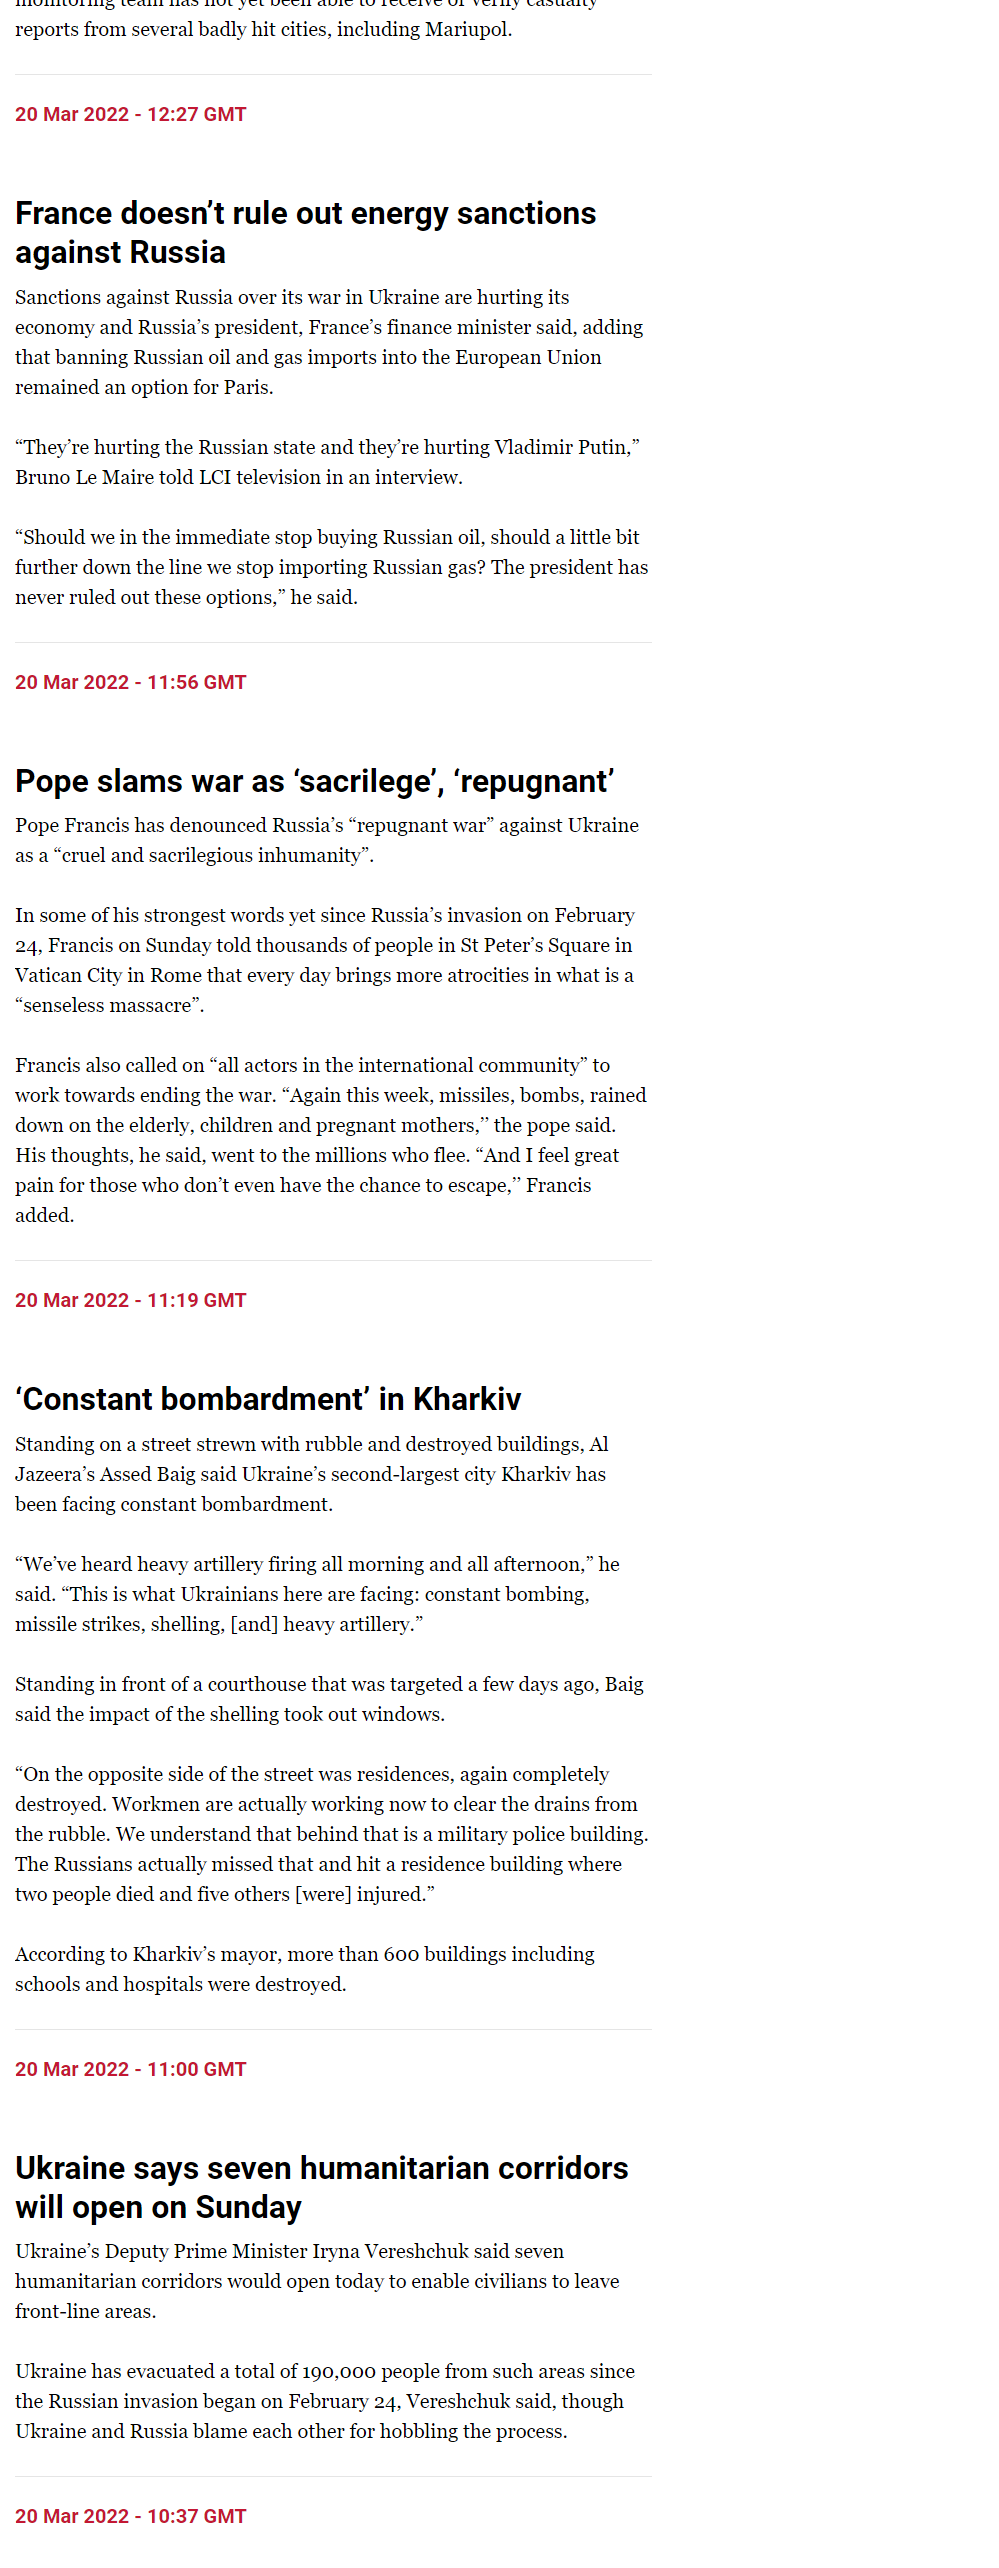 monitoring team has not yet been able to receive or verify casualty
reports from several badly hit cities, including Mariupol.
20 Mar 2022 - 12:27 GMT
France doesn’t rule out energy sanctions
against Russia
Sanctions against Russia over its war in Ukraine are hurting its
economy and Russia’s president, France’s finance minister said, adding
that banning Russian oil and gas imports into the European Union
remained an option for Paris.
“They’re hurting the Russian state and they’re hurting Vladimir Putin,”
Bruno Le Maire told LCI television in an interview.
“Should we in the immediate stop buying Russian oil, should a little bit
further down the line we stop importing Russian gas? The president has
never ruled out these options,” he said.
20 Mar 2022 - 11:56 GMT
Pope slams war as ‘sacrilege’, ‘repugnant’
Pope Francis has denounced Russia’s “repugnant war” against Ukraine
as a “cruel and sacrilegious inhumanity”.
In some of his strongest words yet since Russia’s invasion on February
24, Francis on Sunday told thousands of people in St Peter’s Square in
Vatican City in Rome that every day brings more atrocities in what is a
“senseless massacre”.
Francis also called on “all actors in the international community” to
work towards ending the war. “Again this week, missiles, bombs, rained
down on the elderly, children and pregnant mothers,’’ the pope said.
His thoughts, he said, went to the millions who flee. “And I feel great
pain for those who don’t even have the chance to escape,’’ Francis
added.
20 Mar 2022 - 11:19 GMT
‘Constant bombardment’ in Kharkiv
Standing on a street strewn with rubble and destroyed buildings, Al
Jazeera’s Assed Baig said Ukraine’s second-largest city Kharkiv has
been facing constant bombardment.
“We’ve heard heavy artillery firing all morning and all afternoon,” he
said. “This is what Ukrainians here are facing: constant bombing,
missile strikes, shelling, [and] heavy artillery.”
Standing in front of a courthouse that was targeted a few days ago, Baig
said the impact of the shelling took out windows.
“On the opposite side of the street was residences, again completely
destroyed. Workmen are actually working now to clear the drains from
the rubble. We understand that behind that is a military police building.
The Russians actually missed that and hit a residence building where
two people died and five others [were] injured.”
According to Kharkiv’s mayor, more than 600 buildings including
schools and hospitals were destroyed.
20 Mar 2022 - 11:00 GMT
Ukraine says seven humanitarian corridors
will open on Sunday
Ukraine’s Deputy Prime Minister Iryna Vereshchuk said seven
humanitarian corridors would open today to enable civilians to leave
front-line areas.
Ukraine has evacuated a total of 190,000 people from such areas since
the Russian invasion began on February 24, Vereshchuk said, though
Ukraine and Russia blame each other for hobbling the process.
20 Mar 2022 - 10:37 GMT